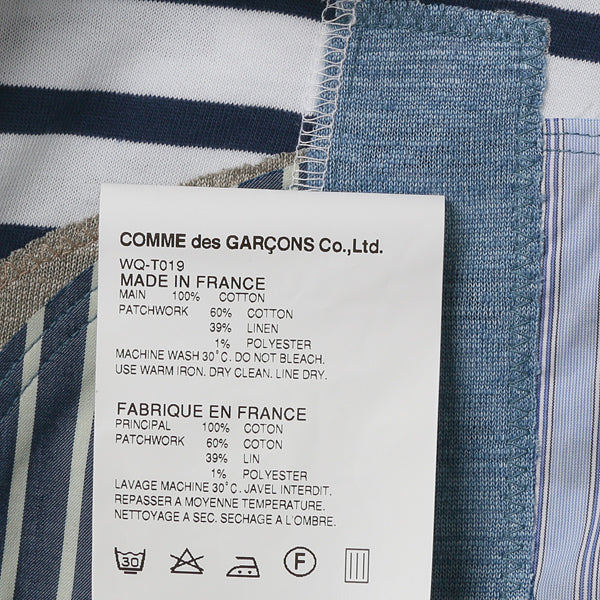 COMME des GARÇONS Co.,Ltd.
WQ-T019
MADE IN FRANCE
MAIN 100% COTTON
PATCHWORK 60% COTTON
39% LINEN
1% POLYESTER
MACHINE WASH 30°C. DO NOT BLEACH.
USE WARM IRON. DRY CLEAN. LINE DRY.
FABRIQUE EN FRANCE
PRINCIPAL 100% COTON
PATCHWORK 60% COTON
39% LIN
1% POLYESTER
LAVAGE MACHINE 30°C. JAVEL INTERDIT.
REPASSER A MOYENNE TEMPERATURE.
NETTOYAGE A SEC. SECHAGE A L'OMBRE.
30 F